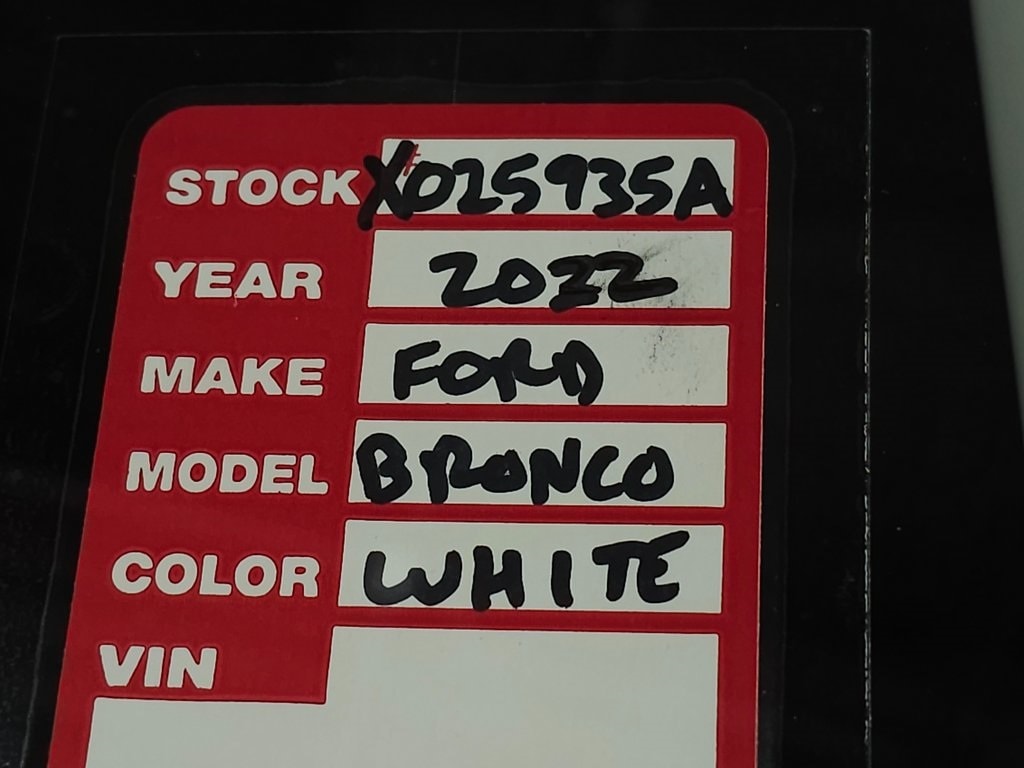 STOCK# X025935A
YEAR 2022
MAKE FORD
MODEL BRONCO
COLOR WHITE
VIN